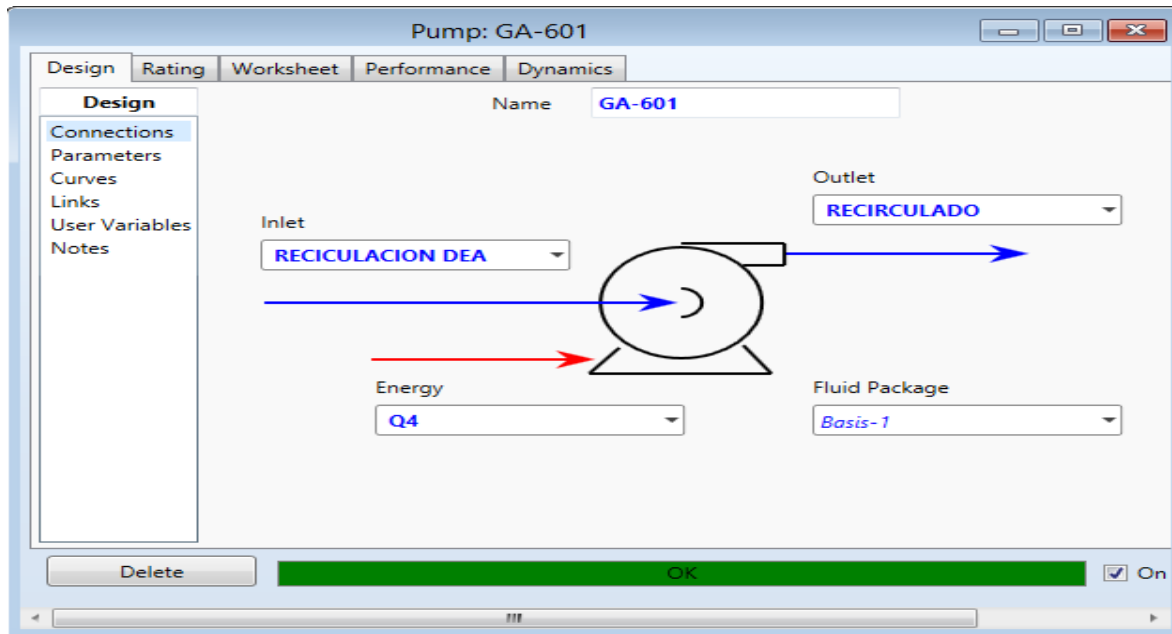 Pump: GA-601
Design Rating Worksheet Performance Dynamics
Design
Connections
Parameters
Curves
Links
User Variables
Notes
Name GA-601
Outlet
RECIRCULADO
Inlet
RECICULACION DEA
Energy
Q4
Fluid Package
Basis-1
Delete
OK
On